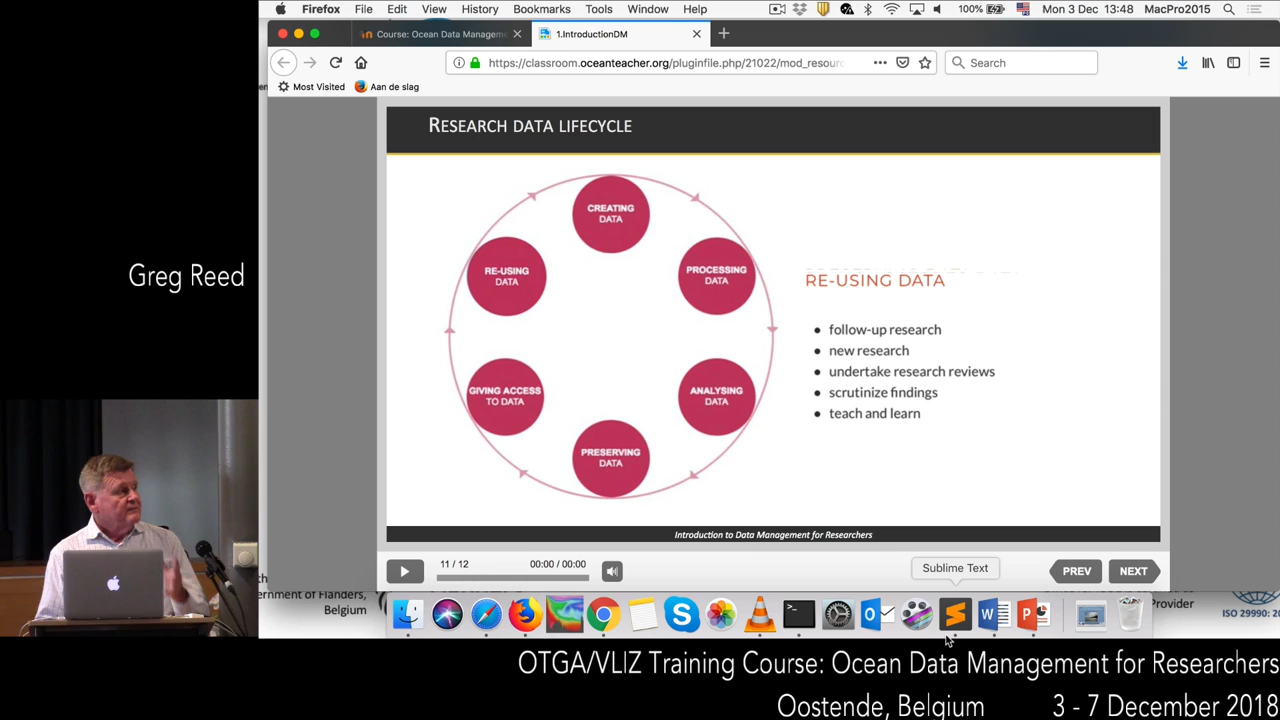 Firefox File Edit View History Bookmarks Tools Window Help 100% Mon 3 Dec 13:48 MacPro2015
Course: Ocean Data Managem
1.IntroductionDM
https://classroom.oceanteacher.org/pluginfile.php/21022/mod_resour
Search
Most Visited Aan de slag
RESEARCH DATA LIFECYCLE
CREATING
DATA
PROCESSING
DATA
ANALYSING
DATA
PRESERVING
DATA
GIVING ACCESS
TO DATA
RE-USING
DATA
RE-USING DATA
follow-up research
new research
undertake research reviews
scrutinize findings
teach and learn
Introduction to Data Management for Researchers
11 / 12 00:00 / 00:00
PREV NEXT
Sublime Text
ernment of Flanders,
Belgium
Provider
ISO 29990: 20
Greg Reed
OTGA/VLIZ Training Course: Ocean Data Management for Researchers
Oostende, Belgium 3 - 7 December 2018